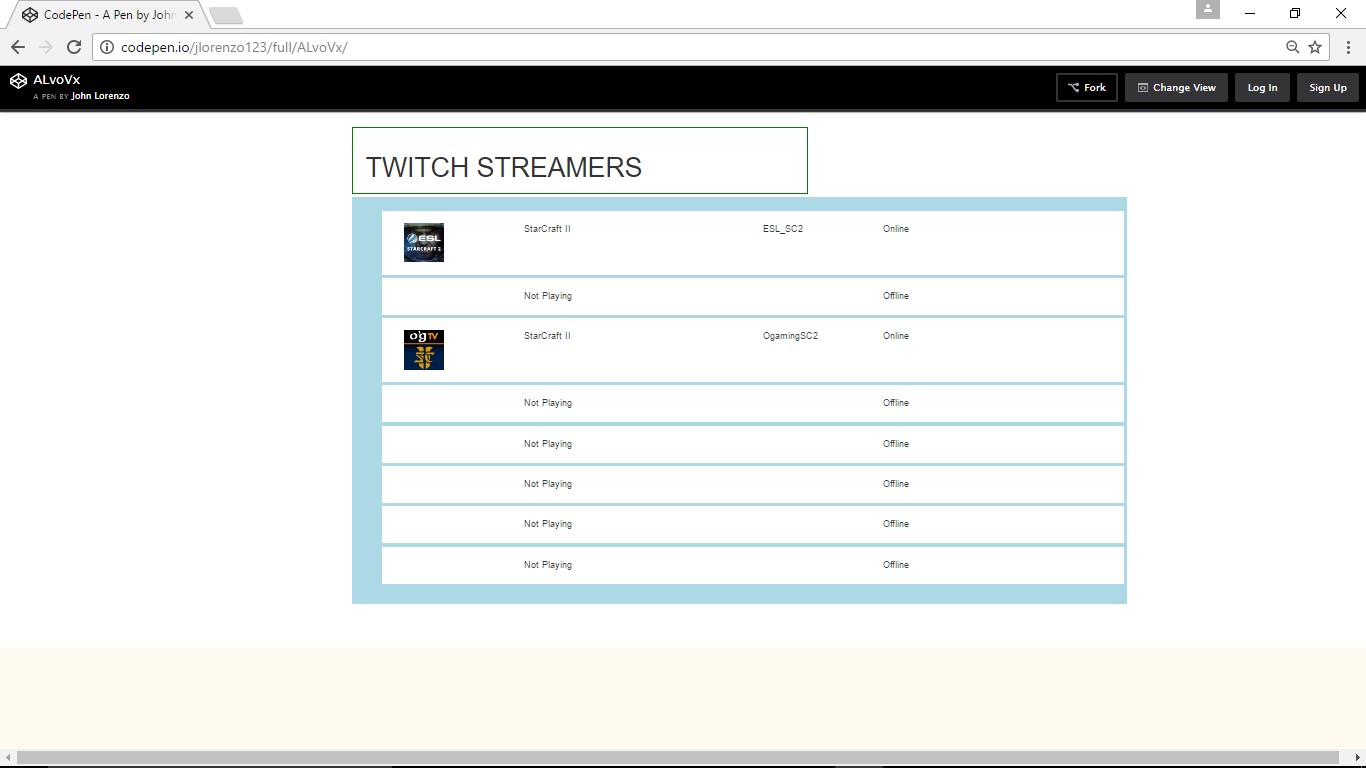 CodePen - A Pen by John
codepen.io/jlorenzo123/full/ALvoVx/
ALvoVx
A PEN BY John Lorenzo
Fork
Change View
Log In
Sign Up
TWITCH STREAMERS
ESL
STARCRAFT 2
StarCraft II ESL_SC2 Online
Not Playing Offline
O'G TV
StarCraft II OgamingSC2 Online
Not Playing Offline
Not Playing Offline
Not Playing Offline
Not Playing Offline
Not Playing Offline